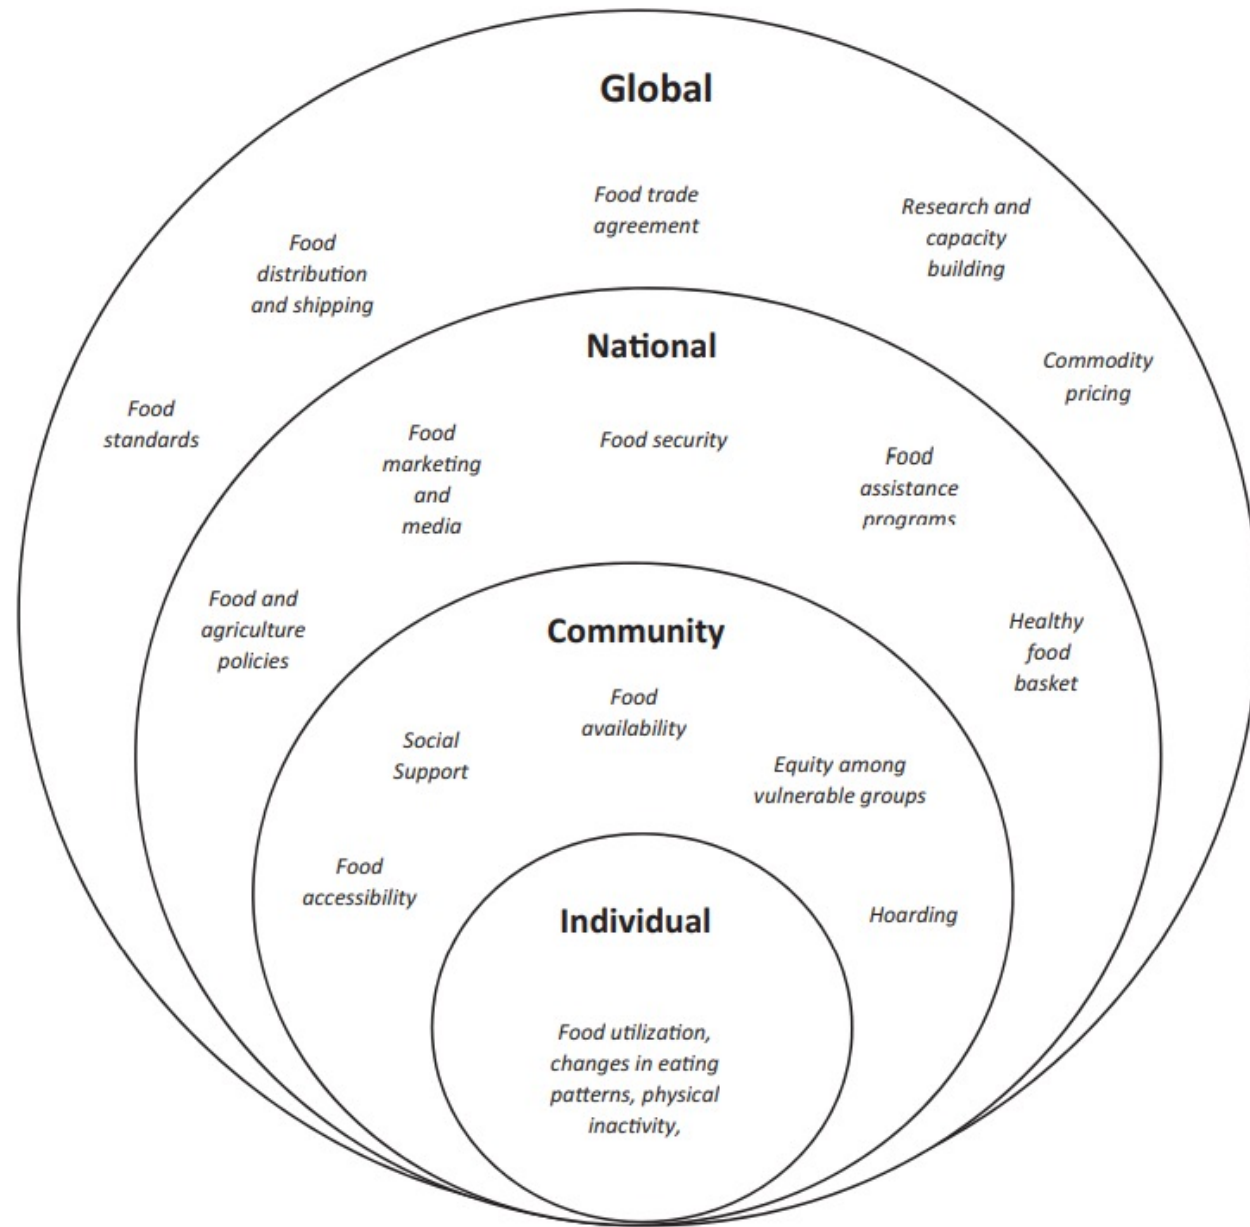 Global
Food trade
agreement
Research and
capacity
building
Food
distribution
and shipping
Commodity
pricing
Food
standards
National
Food
marketing
and
media
Food security
Food
assistance
programs
Food and
agriculture
policies
Healthy
food
basket
Community
Food
availability
Social
Support
Equity among
vulnerable groups
Food
accessibility
Hoarding
Individual
Food utilization,
changes in eating
patterns, physical
inactivity,